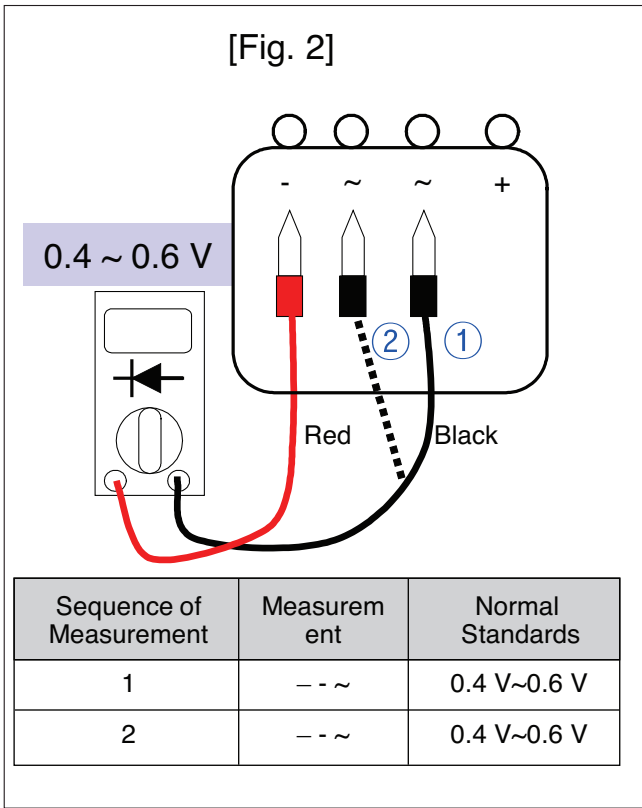 [Fig. 2]
- ~ ~ +
0.4 ~ 0.6 V
② ①
Red Black
Sequence of Measurement Measurem ent Normal Standards
1 – - ~ 0.4 V~0.6 V
2 – - ~ 0.4 V~0.6 V